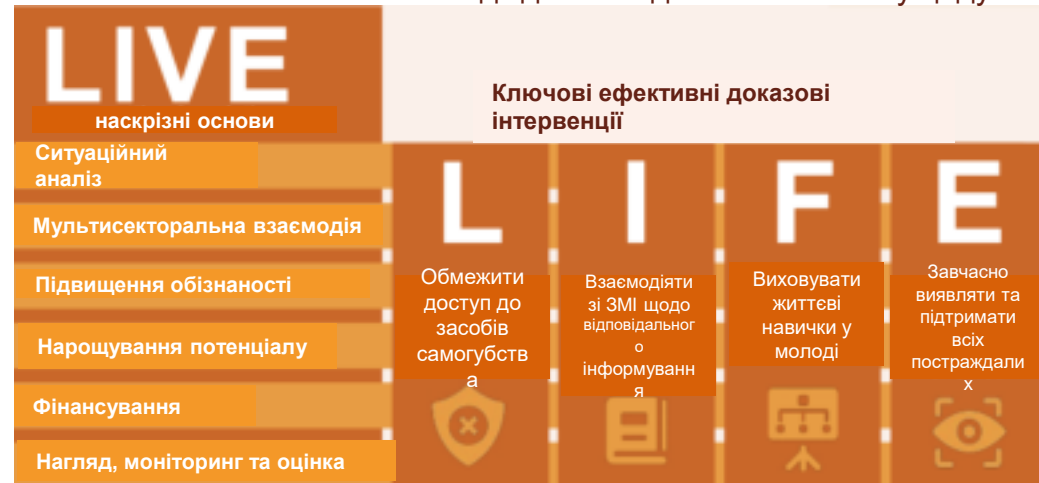 LIVE
наскрізні основи
Ключові ефективні доказові
інтервенції
Ситуаційний
аналіз
Мультисекторальна взаємодія
Підвищення обізнаності
Нарощування потенціалу
Фінансування
Нагляд, моніторинг та оцінка
L
Обмежити
доступ до
засобів
самогубств
а
I
Взаємодіяти
зі ЗМІ щодо
відповідальног
о
інформуванн
я
F
Виховувати
життєві
навички у
молоді
E
Завчасно
виявляти та
підтримати
всіх
постраждали
х